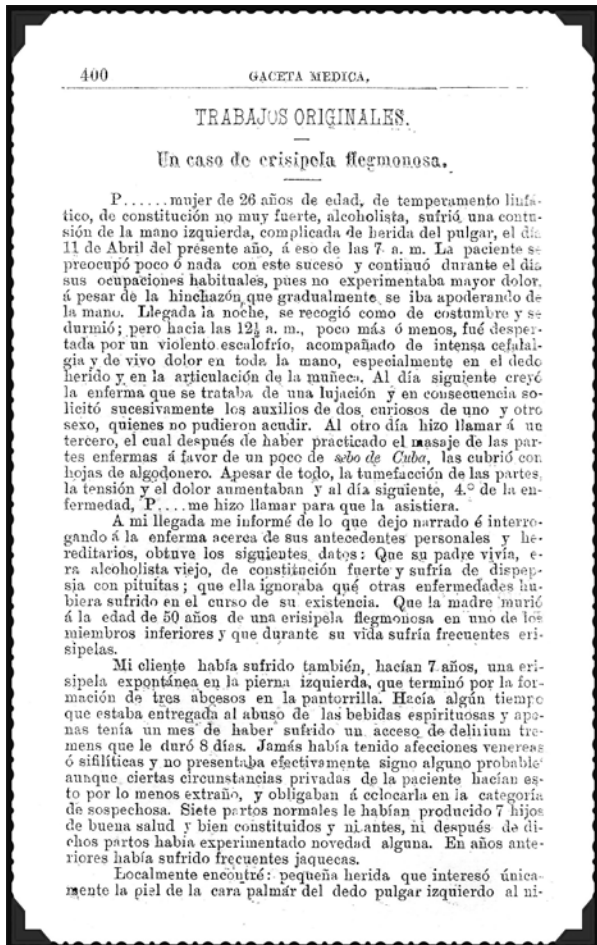 400 GACETA MEDICA,
TRABAJOS ORIGINALES.
Un caso de erisipela flegmonosa.
P......mujer de 26 años de edad, de temperamento linfá-
tico, de constitución no muy fuerte, alcoholista, sufrió una contu-
sión de la mano izquierda, complicada de herida del pulgar, el día
11 de Abril del presente año, á eso de las 7 a. m. La paciente se
preocupó poco ó nada con este suceso y continuó durante el dia
sus ocupaciones habituales, pues no experimentaba mayor dolor,
á pesar de la hinchazón que gradualmente se iba apoderando de
la mano. Llegada la noche, se recogió como de costumbre y se
durmió; pero hacia las 12½ a. m., poco más ó menos, fué desper-
tada por un violento escalofrío, acompañado de intensa cefalal-
gia y de vivo dolor en toda la mano, especialmente en el dedo
herido y en la articulación de la muñeca. Al día siguiente creyó
la enferma que se trataba de una lujación y en consecuencia so-
licitó sucesivamente los auxilios de dos curiosos de uno y otro
sexo, quienes no pudieron acudir. Al otro día hizo llamar á un
tercero, el cual después de haber practicado el masaje de las par-
tes enfermas á favor de un poco de sebo de Cuba, las cubrió con
hojas de algodonero. Apesar de todo, la tumefacción de las partes,
la tensión y el dolor aumentaban y al día siguiente, 4.º de la en-
fermedad, P....me hizo llamar para que la asistiera.
A mi llegada me informé de lo que dejo narrado é interro-
gando á la enferma acerca de sus antecedentes personales y he-
reditarios, obtuve los siguientes datos: Que su padre vivía, e-
ra alcoholista viejo, de constitución fuerte y sufría de dispep-
sia con pituitas; que ella ignoraba qué otras enfermedades hu-
biera sufrido en el curso de su existencia. Que la madre murió
á la edad de 50 años de una erisipela flegmonosa en uno de los
miembros inferiores y que durante su vida sufría frecuentes eri-
sipelas.
Mi cliente había sufrido también, hacían 7 años, una eri-
sipela expontánea en la pierna izquierda, que terminó por la for-
mación de tres abcesos en la pantorrilla. Hacía algún tiempo
que estaba entregada al abuso de las bebidas espirituosas y ape-
nas tenía un mes de haber sufrido un acceso de delirium tre-
mens que le duró 8 días. Jamás había tenido afecciones venereas
ó sifilíticas y no presentaba efectivamente signo alguno probable
aunque ciertas circunstancias privadas de la paciente hacían es-
to por lo menos extraño, y obligaban á colocarla en la categoría
de sospechosa. Siete partos normales le habían producido 7 hijos
de buena salud y bien constituidos y ni antes, ni después de di-
chos partos había experimentado novedad alguna. En años ante-
riores había sufrido frecuentes jaquecas.
Localmente encontré: pequeña herida que interesó única-
mente la piel de la cara palmár del dedo pulgar izquierdo al ni-